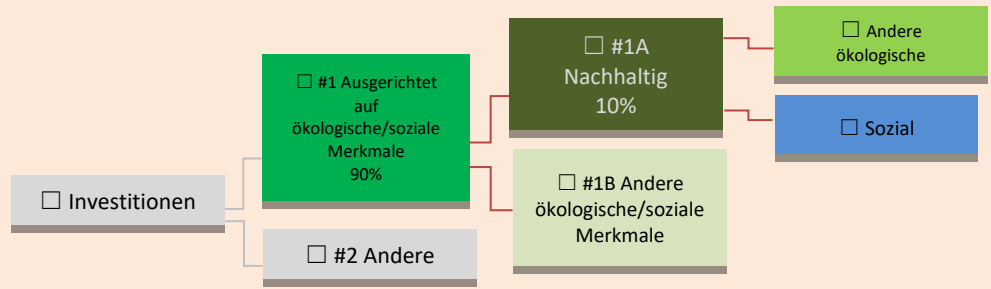 ☐ Investitionen
☐ #1 Ausgerichtet
auf
ökologische/soziale
Merkmale
90%
☐ #2 Andere
☐ #1A
Nachhaltig
10%
☐ #1B Andere
ökologische/soziale
Merkmale
☐ Andere
ökologische
☐ Sozial